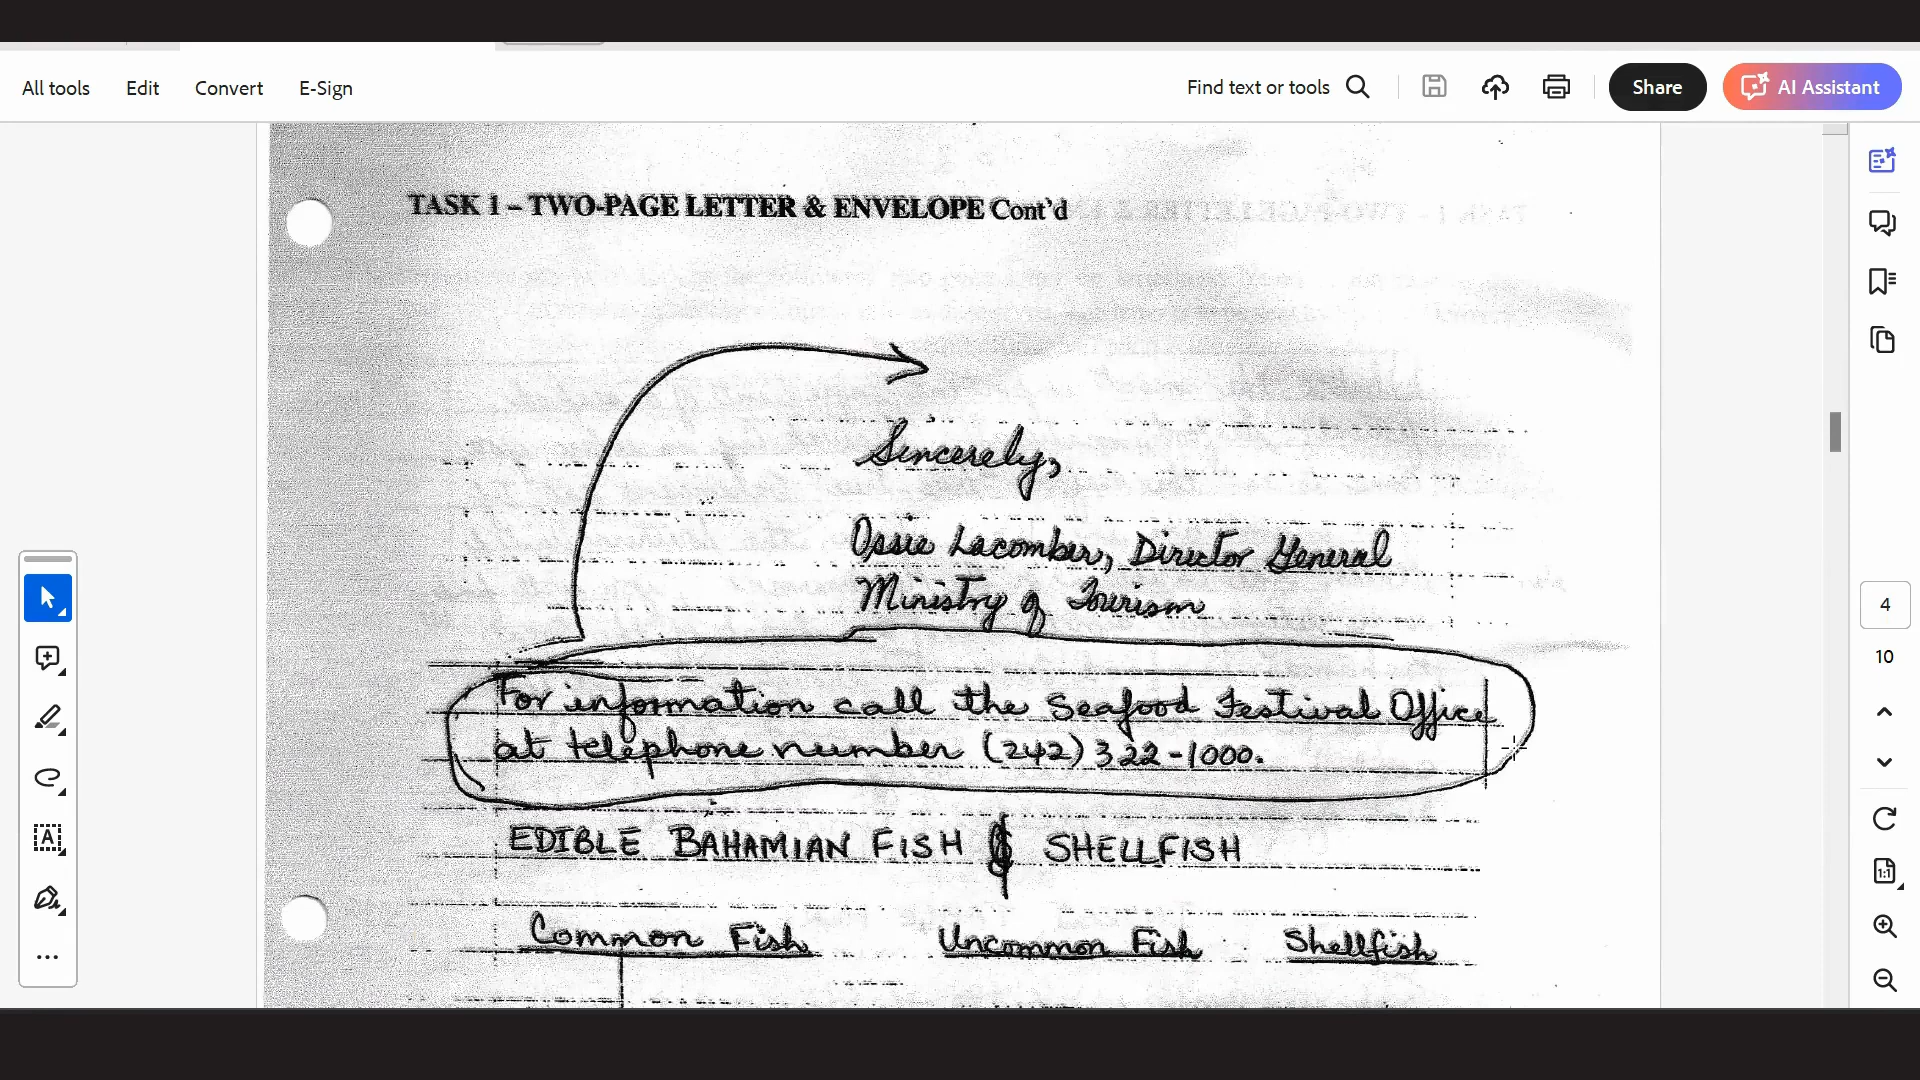 All tools Edit Convert E-Sign Find text or tools Share AI Assistant
TASK 1 – TWO-PAGE LETTER & ENVELOPE Cont'd
Sincerely,
Ossie Lacomber, Director General
Ministry of Tourism
For information call the Seafood Festival Office
at telephone number (242) 322-1000.
EDIBLE BAHAMIAN FISH & SHELLFISH
Common Fish Uncommon Fish Shellfish
4
10